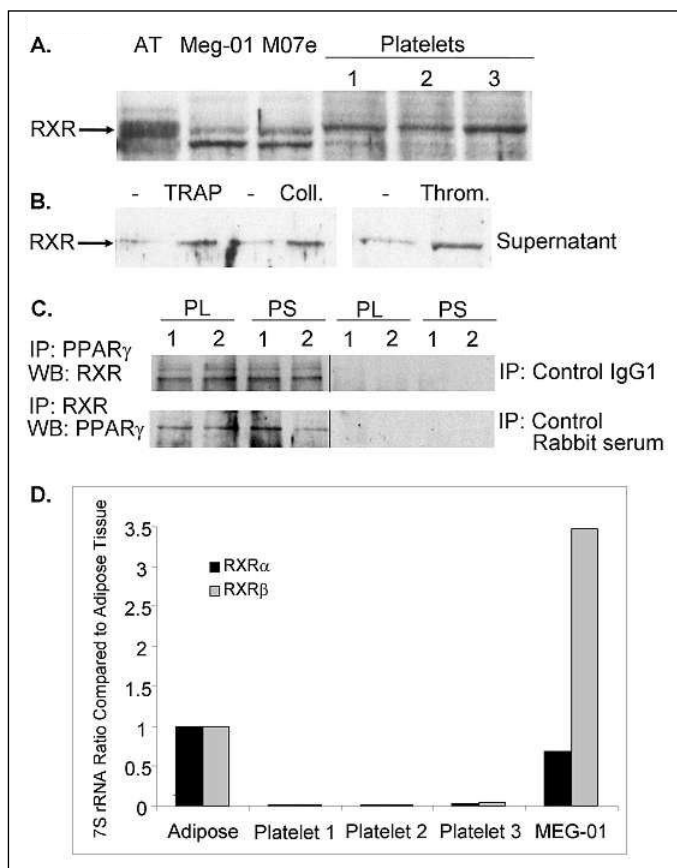 A. AT Meg-01 M07e Platelets
1 2 3
RXR
B. - TRAP - Coll. - Throm.
RXR Supernatant
C. PL PS PL PS
1 2 1 2 1 2 1 2
IP: PPARγ
WB: RXR IP: Control IgG1
IP: RXR
WB: PPARγ IP: Control
Rabbit serum
D.
7S rRNA Ratio Compared to Adipose Tissue
3.5
3
2.5
2
1.5
1
0.5
0
RXRα
RXRβ
Adipose Platelet 1 Platelet 2 Platelet 3 MEG-01